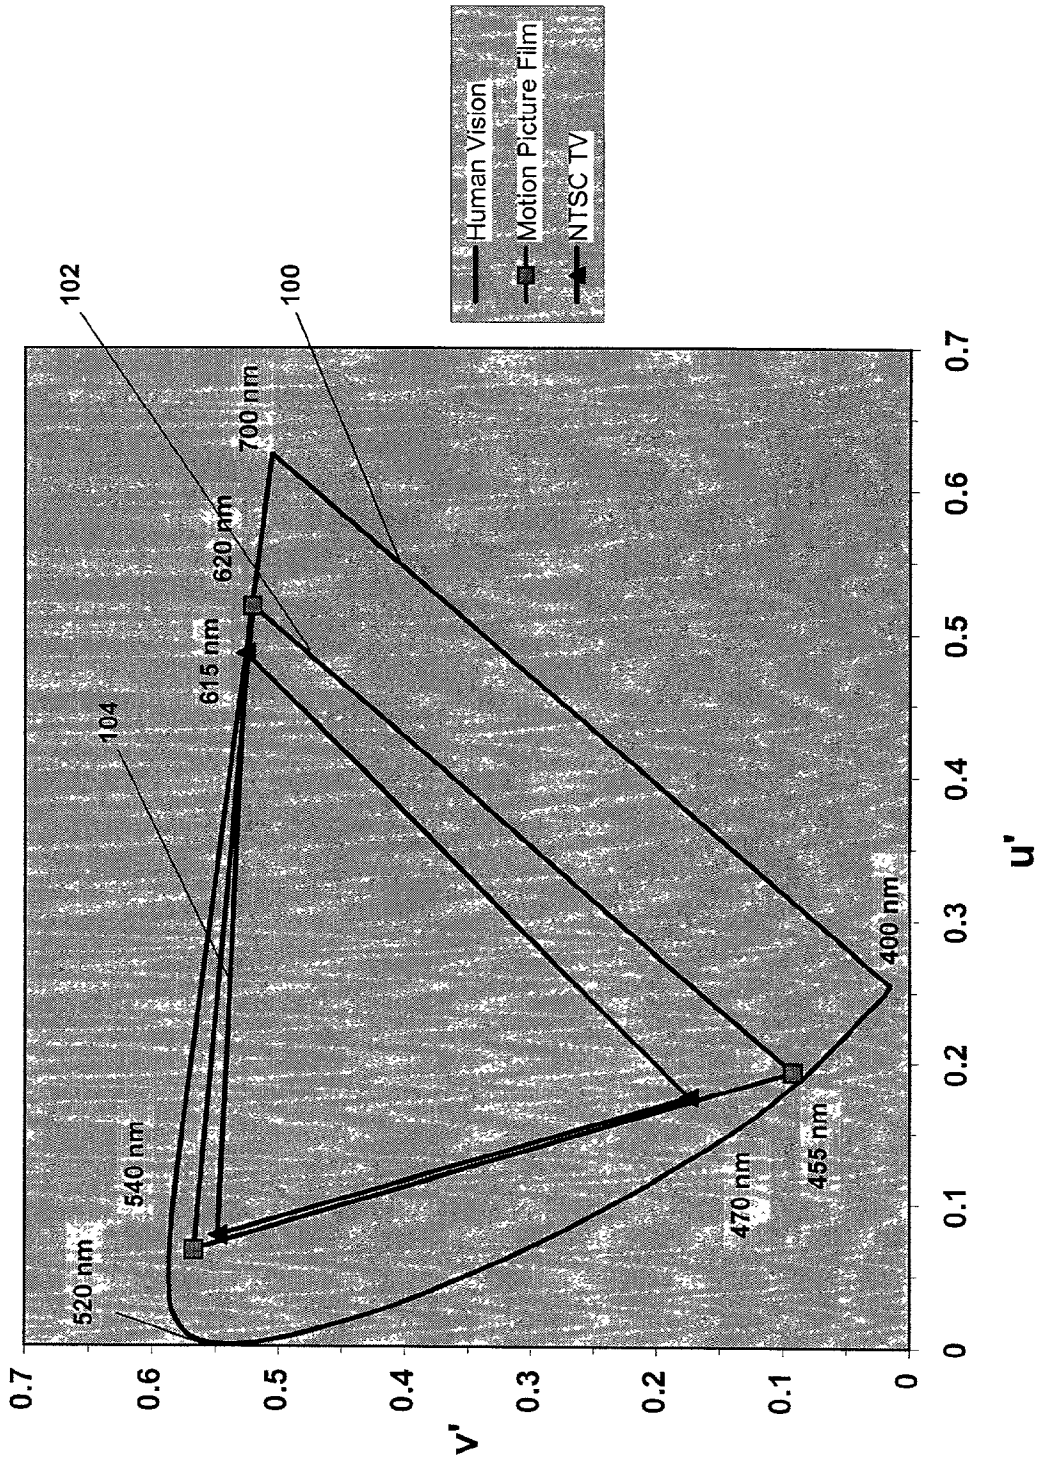 102
100
104
700 nm
620 nm
615 nm
540 nm
520 nm
470 nm
455 nm
400 nm
v'
0.7
0.6
0.5
0.4
0.3
0.2
0.1
0
0
0.1
0.2
0.3
0.4
0.5
0.6
0.7
u'
Human Vision
Motion Picture Film
NTSC TV